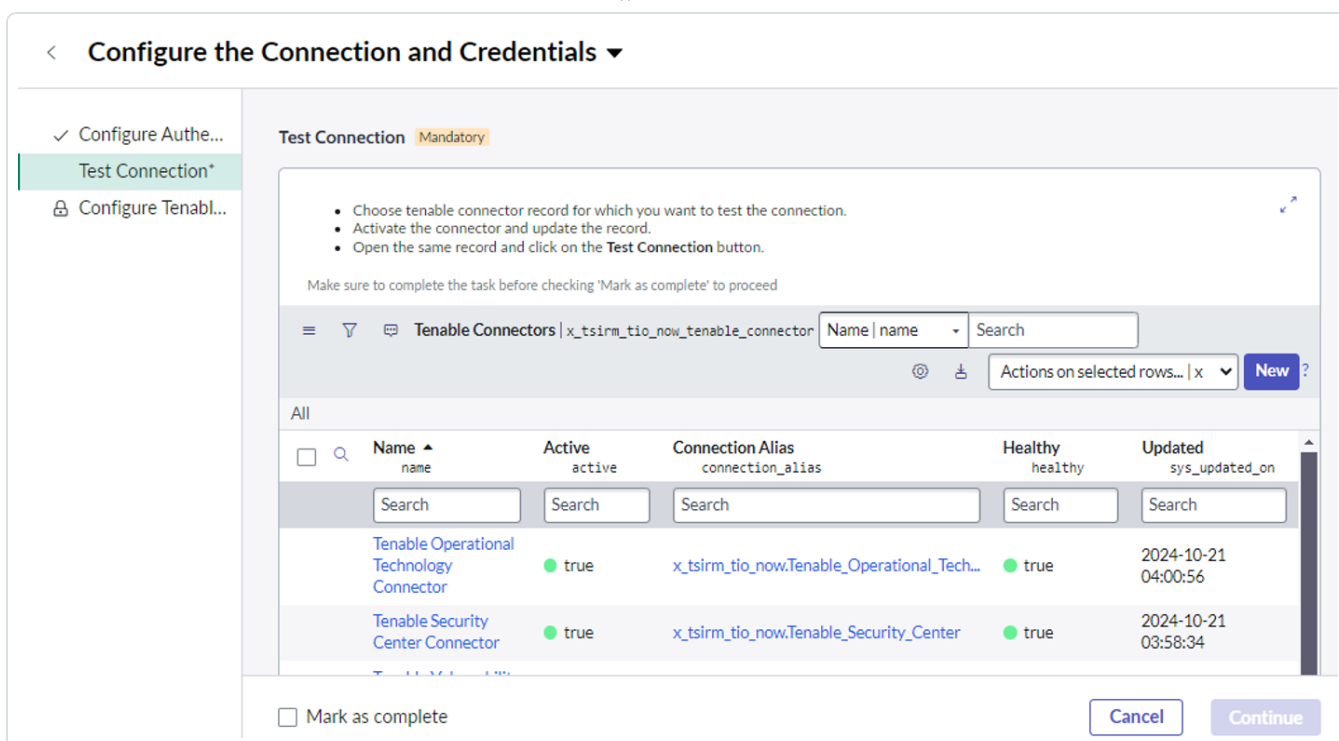 Configure the Connection and Credentials
Configure Authe...
Test Connection*
Configure Tenabl...
Test Connection Mandatory
Choose tenable connector record for which you want to test the connection.
Activate the connector and update the record.
Open the same record and click on the Test Connection button.
Make sure to complete the task before checking 'Mark as complete' to proceed
Tenable Connectors | x_tsirm_tio_now_tenable_connector Name | name Search
Actions on selected rows... | x New ?
All
Name Active Connection Alias Healthy Updated
name active connection_alias healthy sys_updated_on
Search Search Search Search Search
Tenable Operational
Technology
Connector
true x_tsirm_tio_now.Tenable_Operational_Tech... true
2024-10-21
04:00:56
Tenable Security
Center Connector
true x_tsirm_tio_now.Tenable_Security_Center true
2024-10-21
03:58:34
Mark as complete Cancel Continue